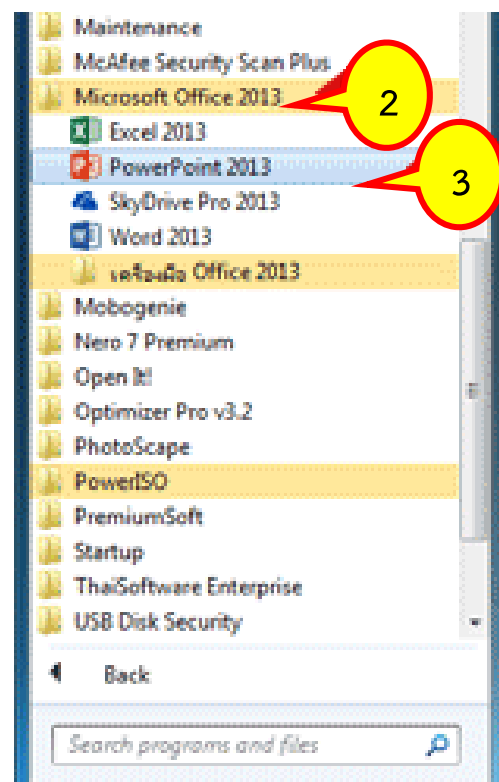 Maintenance
McAfee Security Scan Plus
Microsoft Office 2013
2
Excel 2013
PowerPoint 2013
3
SkyDrive Pro 2013
Word 2013
เครื่องมือ Office 2013
Mobogenie
Nero 7 Premium
Open It!
Optimizer Pro v3.2
PhotoScape
PowerISO
PremiumSoft
Startup
ThaiSoftware Enterprise
USB Disk Security
Back
Search programs and files